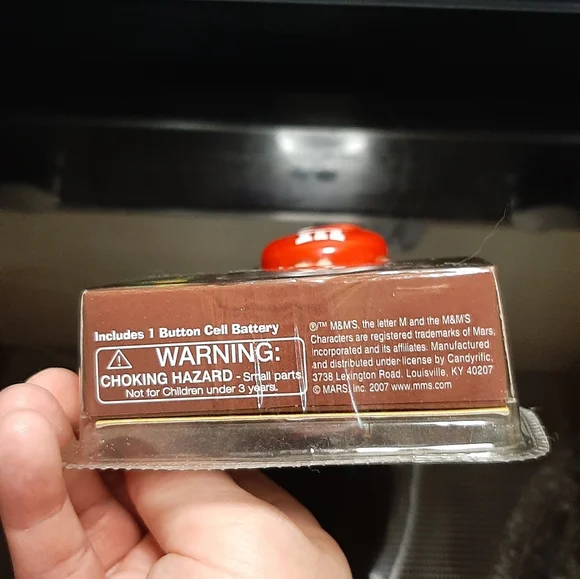 m
Includes 1 Button Cell Battery
WARNING:
CHOKING HAZARD - Small parts
Not for Children under 3 years.
®/™ M&M'S, the letter M and the M&M'S
Characters are registered trademarks of Mars,
Incorporated and its affiliates. Manufactured
and distributed under license by Candyrific,
3738 Lexington Road. Louisville, KY 40207
© MARS, Inc. 2007 www.mms.com